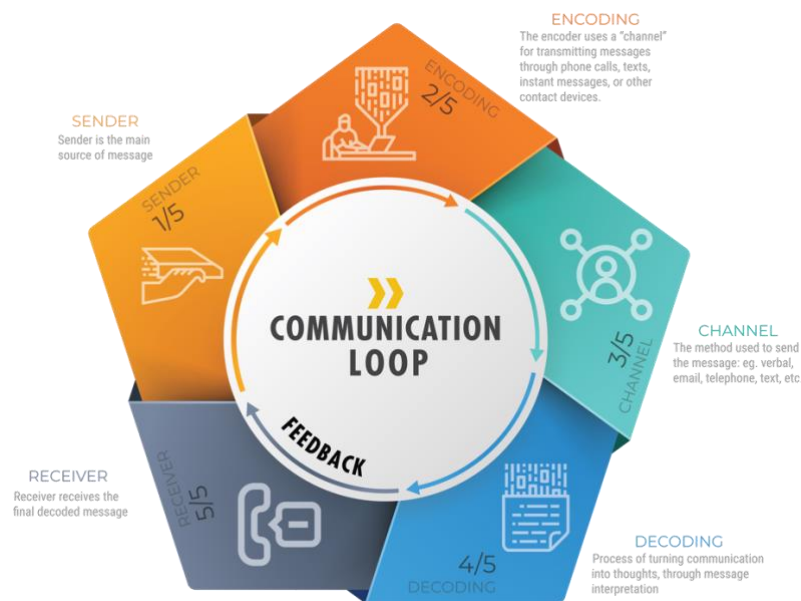 ENCODING
The encoder uses a "channel"
for transmitting messages
through phone calls, texts,
instant messages, or other
contact devices.
ENCODING
2/5
SENDER
Sender is the main
source of message
SENDER
1/5
COMMUNICATION
LOOP
FEEDBACK
3/5
CHANNEL
CHANNEL
The method used to send
the message: eg. verbal,
email, telephone, text, etc
RECEIVER
Receiver receives the
final decoded message
RECEIVER
5/5
4/5
DECODING
DECODING
Process of turning communication
into thoughts, through message
interpretation